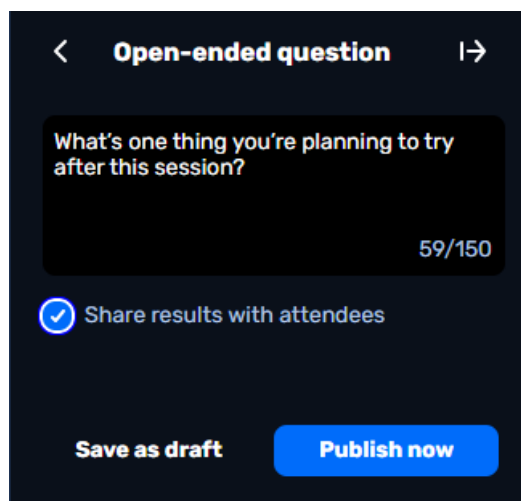 Open-ended question
What’s one thing you’re planning to try
after this session?
59/150
Share results with attendees
Save as draft
Publish now